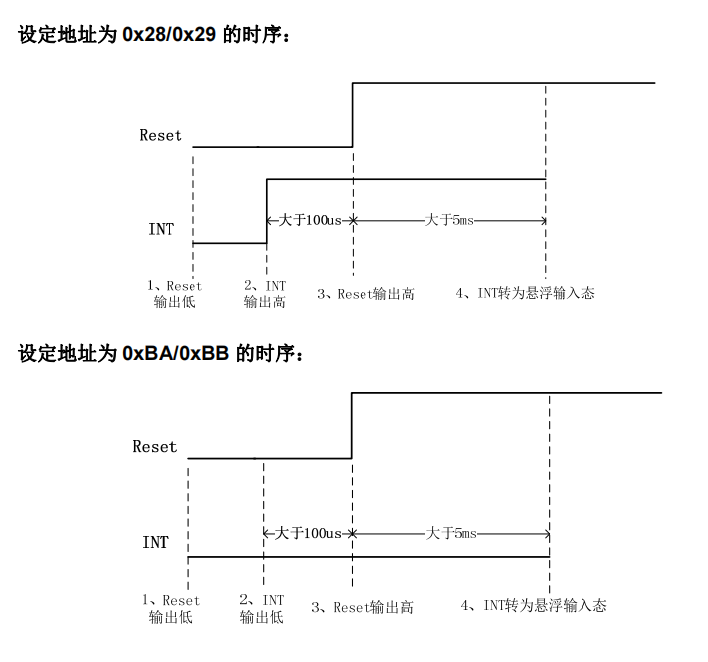 设定地址为 0x28/0x29 的时序：
Reset
INT
大于100us
大于5ms
1、Reset
输出低
2、INT
输出高
3、Reset输出高
4、INT转为悬浮输入态
设定地址为 0xBA/0xBB 的时序：
Reset
INT
大于100us
大于5ms
1、Reset
输出低
2、INT
输出低
3、Reset输出高
4、INT转为悬浮输入态